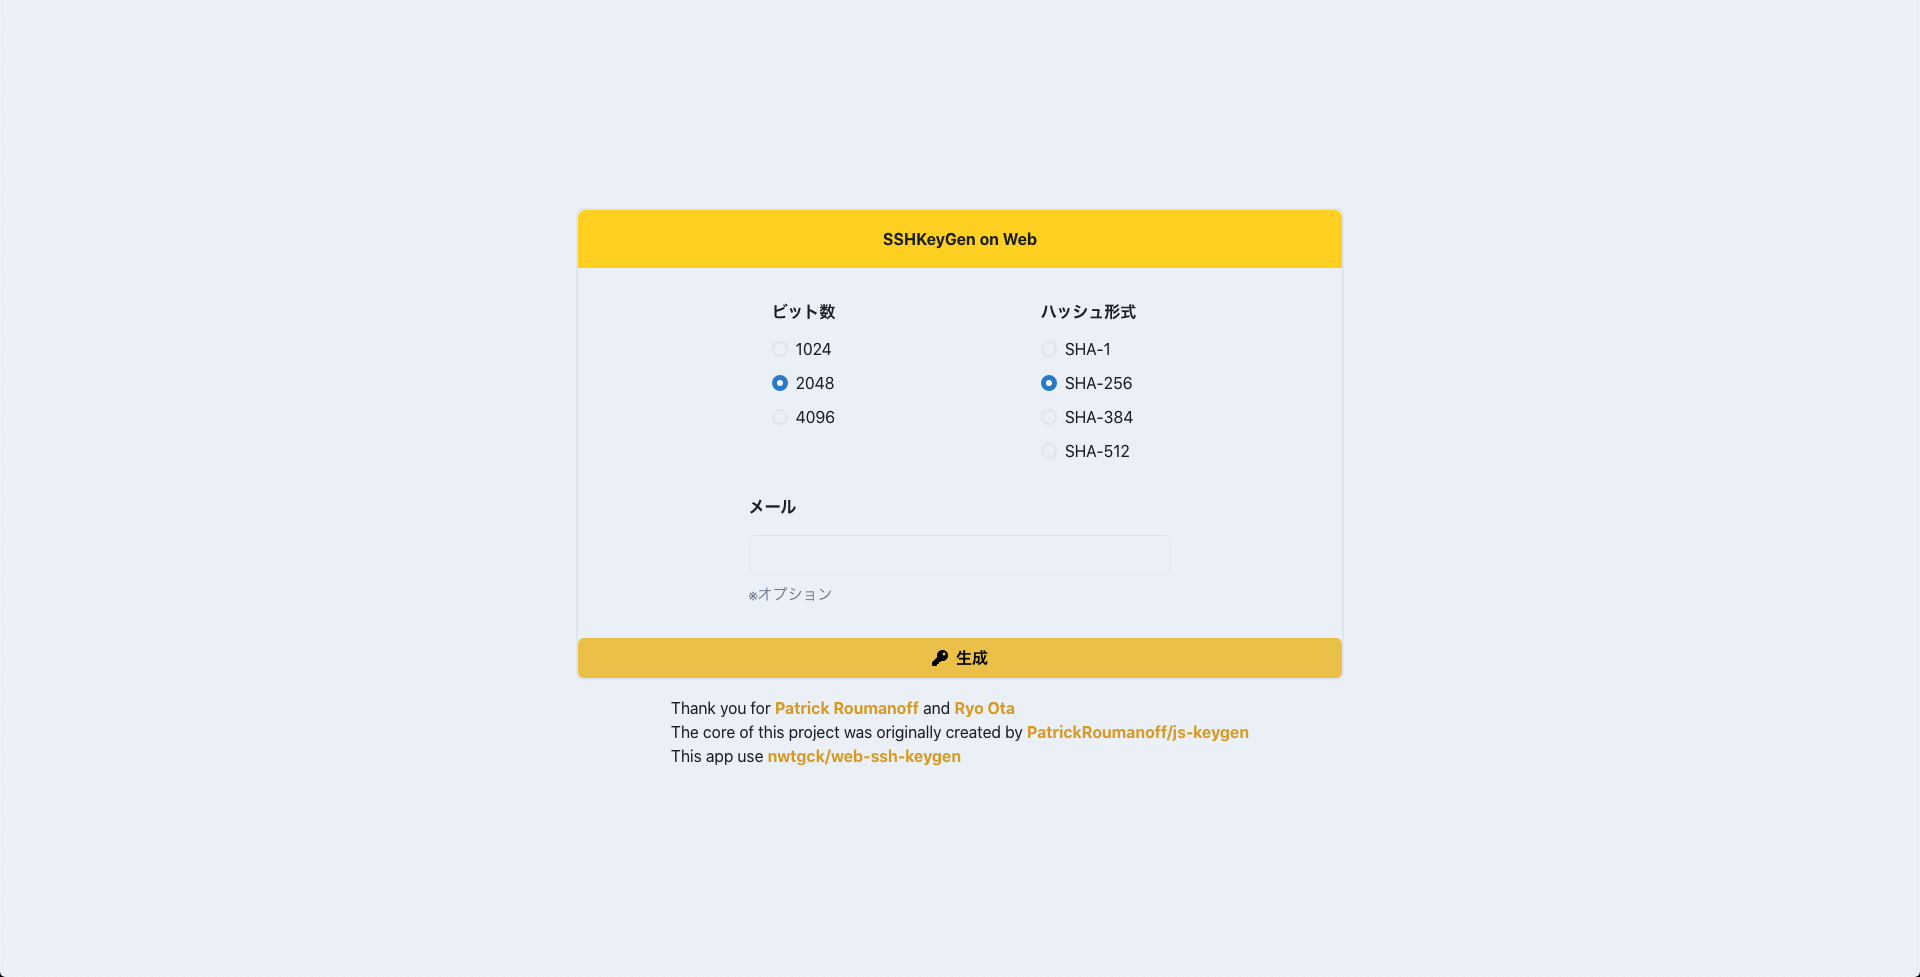 SSHKeyGen on Web
ビット数
1024
2048
4096
ハッシュ形式
SHA-1
SHA-256
SHA-384
SHA-512
メール
※オプション
生成
Thank you for Patrick Roumanoff and Ryo Ota
The core of this project was originally created by PatrickRoumanoff/js-keygen
This app use nwtgck/web-ssh-keygen